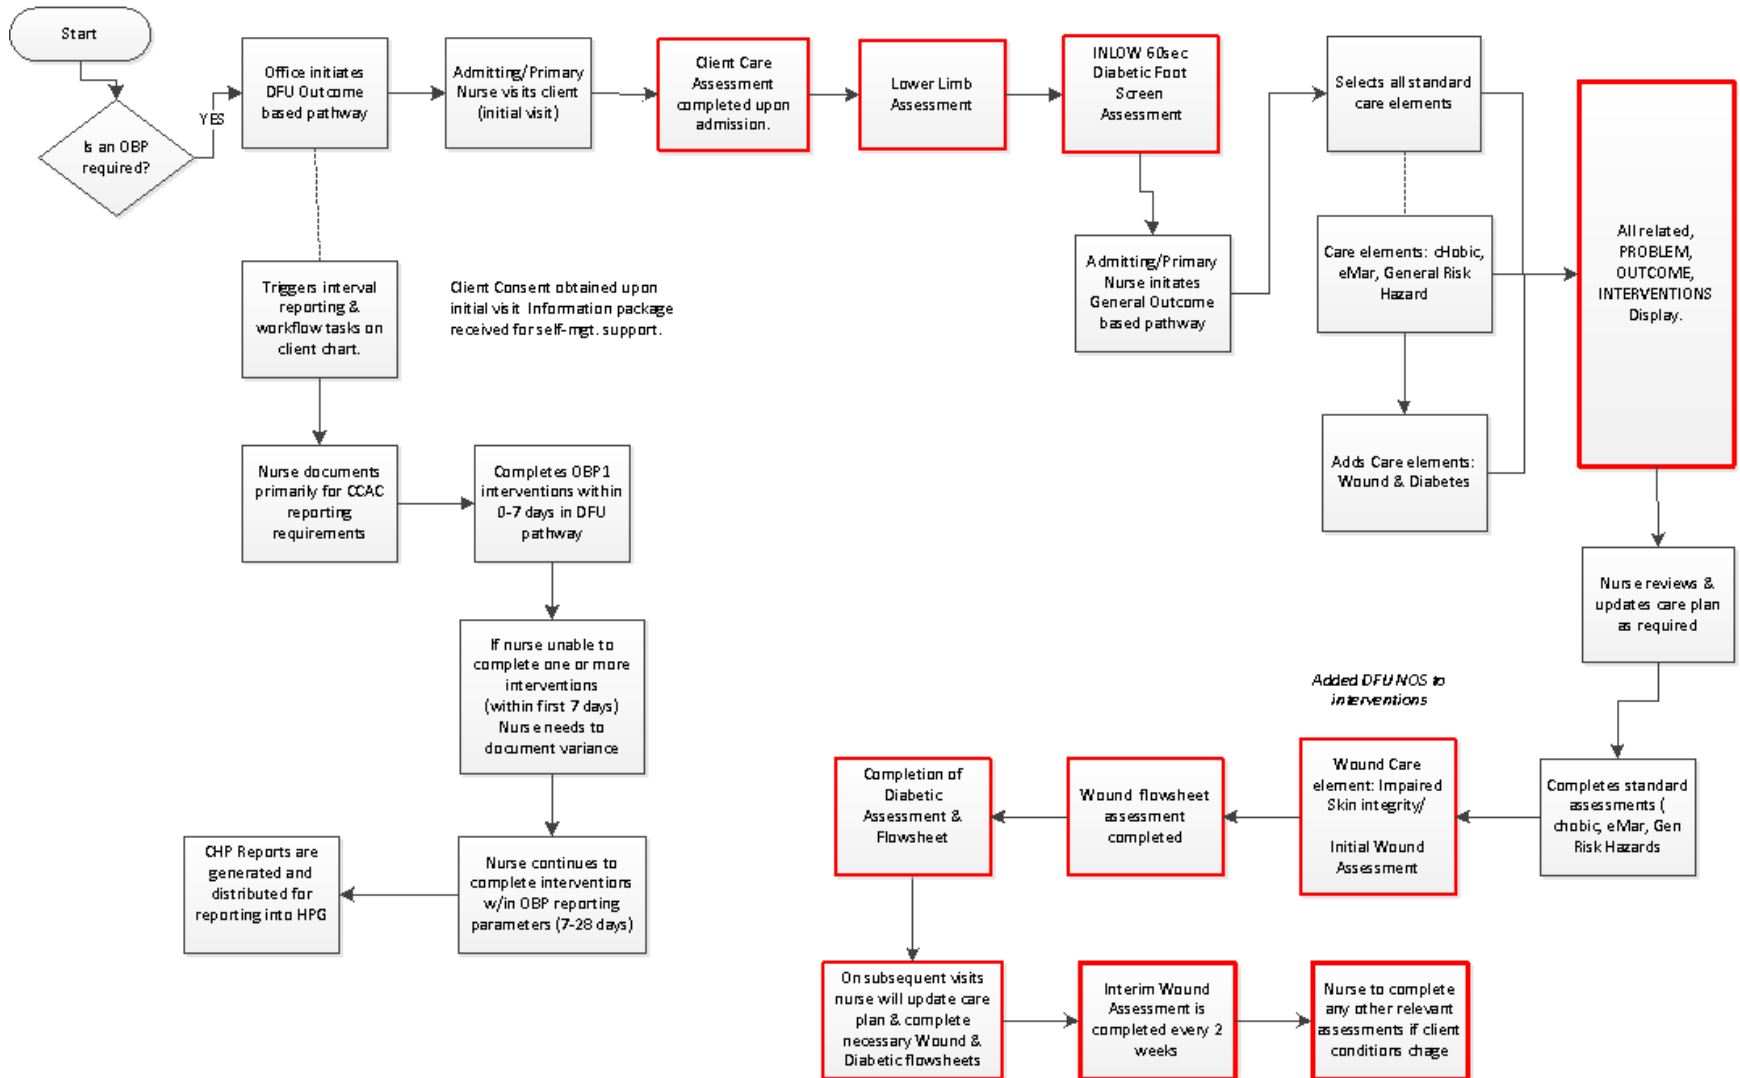 Start
Is an OBP
required?
YES
Office initiates
DFU Outcome
based pathway
Admitting/Primary
Nurse visits client
(initial visit)
Client Care
Assessment
completed upon
admission.
Lower Limb
Assessment
INLOW 60sec
Diabetic Foot
Screen
Assessment
Selects all standard
care elements
All related,
PROBLEM,
OUTCOME,
INTERVENTIONS
Display.
Care elements: cHobic,
eMar, General Risk
Hazard
Admitting/Primary
Nurse initates
General Outcome
based pathway
Adds Care elements:
Wound & Diabetes
Triggers interval
reporting &
workflow tasks on
client chart.
Client Consent obtained upon
initial visit Information package
received for self-mgt. support.
Nurse documents
primarily for CCAC
reporting
requirements
Completes OBP1
interventions within
0-7 days in DFU
pathway
If nurse unable to
complete one or more
interventions
(within first 7 days)
Nurse needs to
document variance
Nurse continues to
complete interventions
w/in OBP reporting
parameters (7-28 days)
CHP Reports are
generated and
distributed for
reporting into HPG
Nurse reviews &
updates care plan
as required
Added DFU NOS to
interventions
Completes standard
assessments (
chobic, eMar, Gen
Risk Hazards
Wound Care
element: Impaired
Skin integrity/
Initial Wound
Assessment
Wound flowsheet
assessment
completed
Completion of
Diabetic
Assessment &
Flowsheet
On subsequent visits
nurse will update care
plan & complete
necessary Wound &
Diabetic flowsheets
Interim Wound
Assessment is
completed every 2
weeks
Nurse to complete
any other relevant
assessments if client
conditions chage